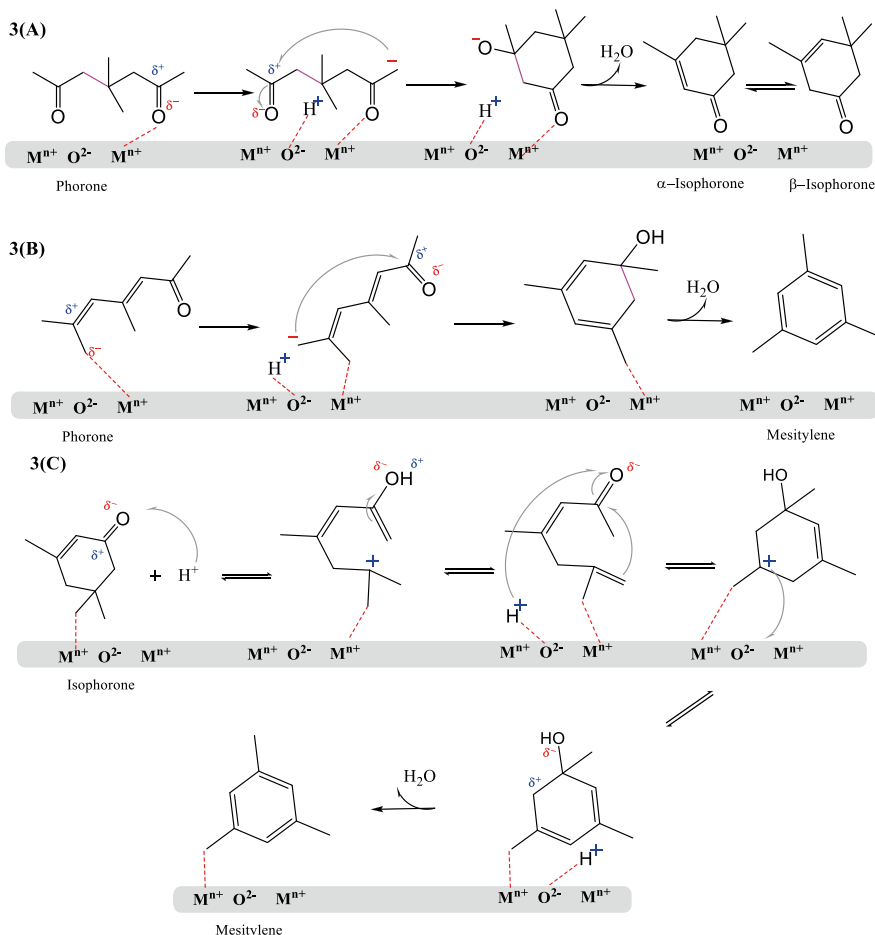 3(A)
δ+ O δ− O
δ+ δ− O H+ − O
− O H+ O
H₂O
O
O
Mⁿ⁺ O²⁻ Mⁿ⁺ Mⁿ⁺ O²⁻ Mⁿ⁺ Mⁿ⁺ O²⁻ Mⁿ⁺ Mⁿ⁺ O²⁻ Mⁿ⁺
Phorone α−Isophorone β−Isophorone
3(B)
δ+ δ− O
− H+ δ+ O δ−
OH
H₂O
Mⁿ⁺ O²⁻ Mⁿ⁺ Mⁿ⁺ O²⁻ Mⁿ⁺ Mⁿ⁺ O²⁻ Mⁿ⁺ Mⁿ⁺ O²⁻ Mⁿ⁺
Phorone Mesitylene
3(C)
δ− O δ+ + H+
δ− OH δ+ +
O δ− H+
HO +
Mⁿ⁺ O²⁻ Mⁿ⁺ Mⁿ⁺ O²⁻ Mⁿ⁺ Mⁿ⁺ O²⁻ Mⁿ⁺ Mⁿ⁺ O²⁻ Mⁿ⁺
Isophorone
H₂O
HO δ− δ+ H+
Mⁿ⁺ O²⁻ Mⁿ⁺ Mⁿ⁺ O²⁻ Mⁿ⁺
Mesitylene